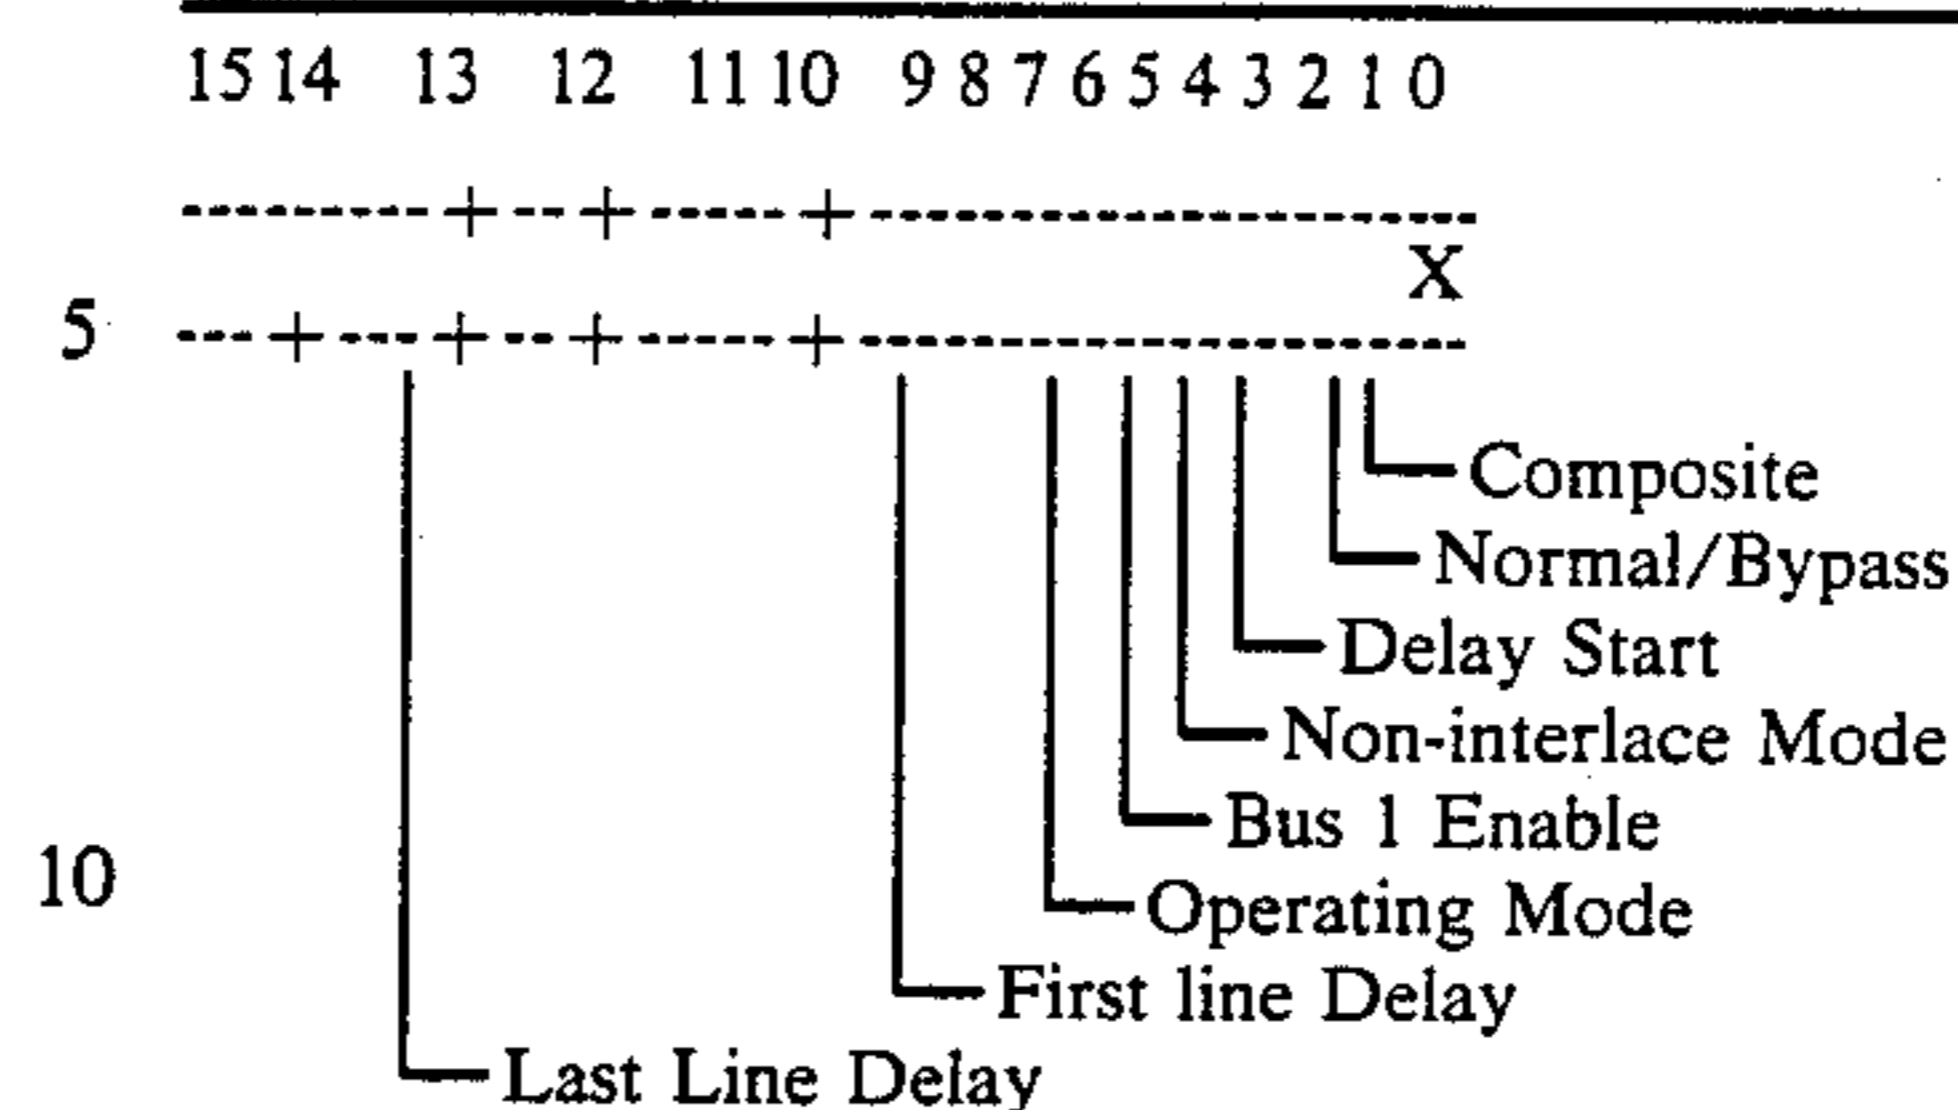 15 14 13 12 11 10 9 8 7 6 5 4 3 2 1 0
X
5
Composite
Normal/Bypass
Delay Start
Non-interlace Mode
Bus 1 Enable
10
Operating Mode
First line Delay
Last Line Delay